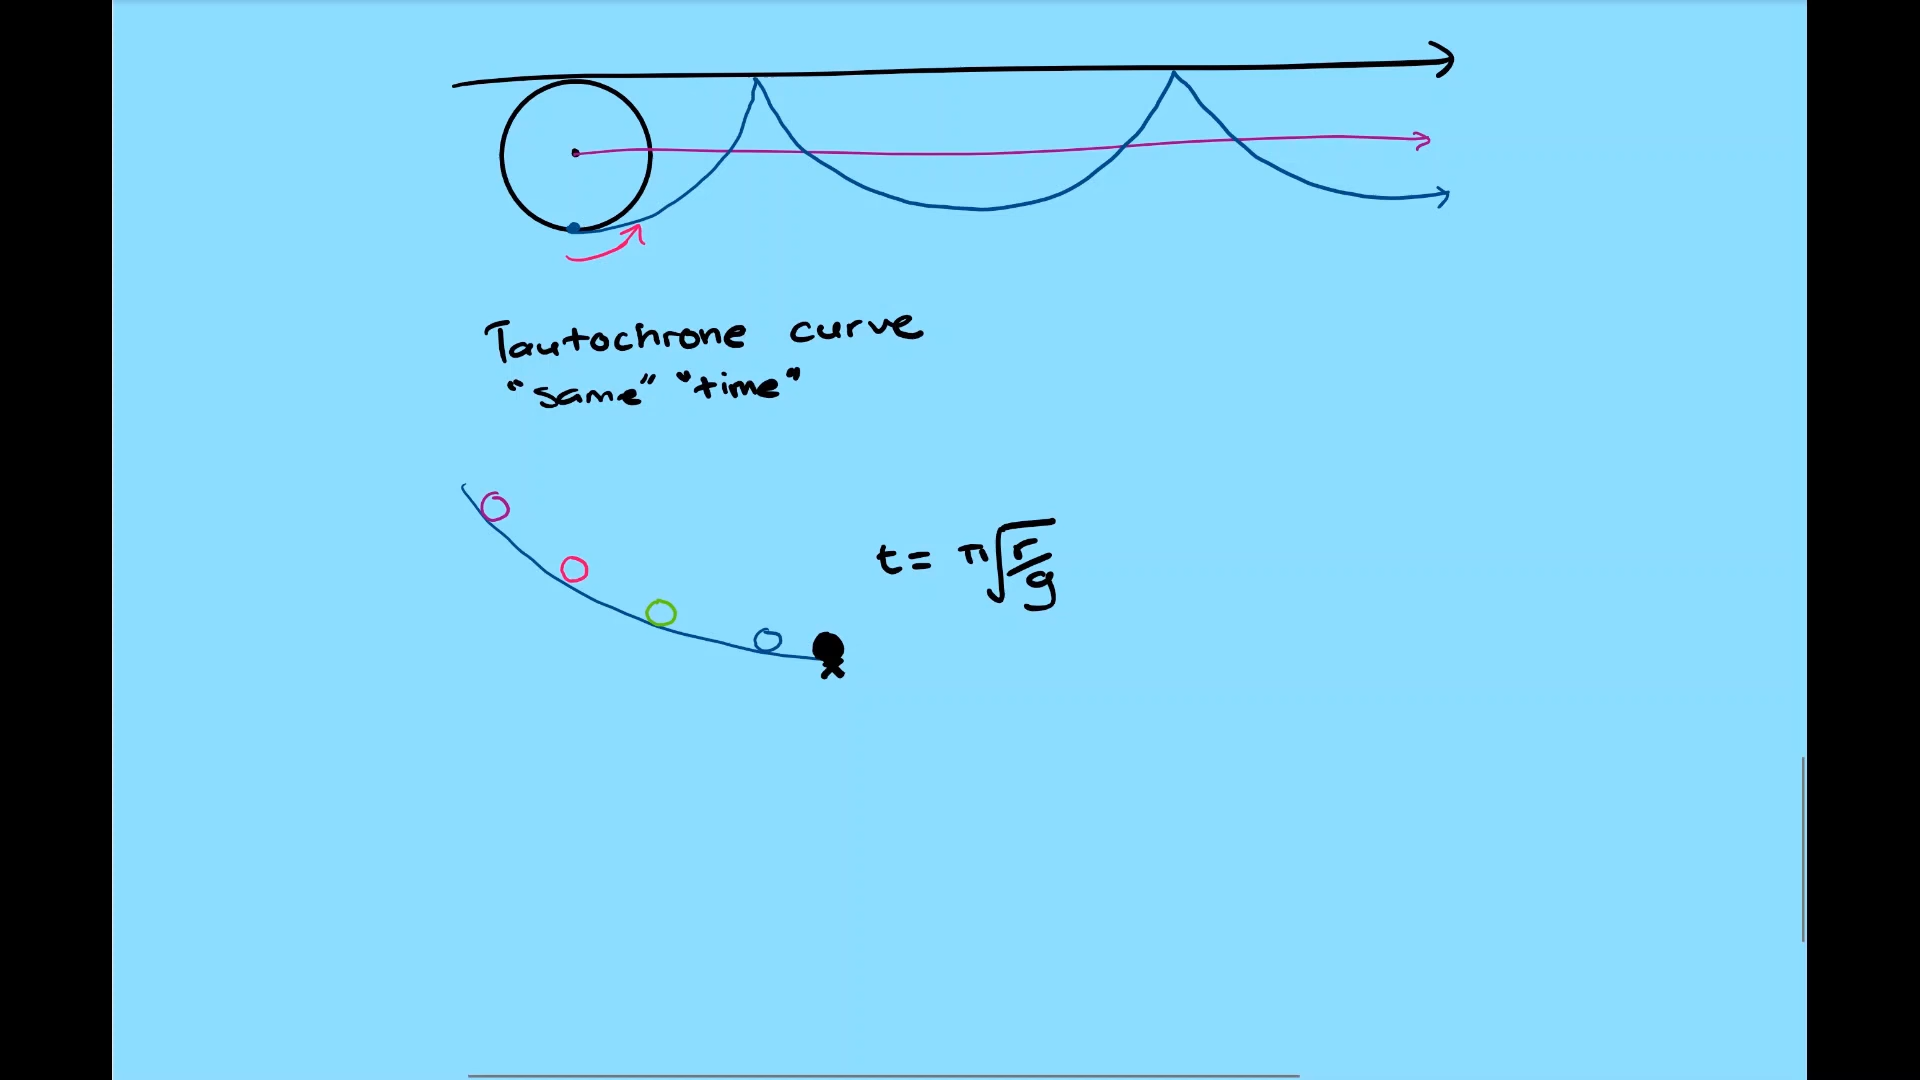 Tautochrone curve
"same" "time"
t = π√(r/g)